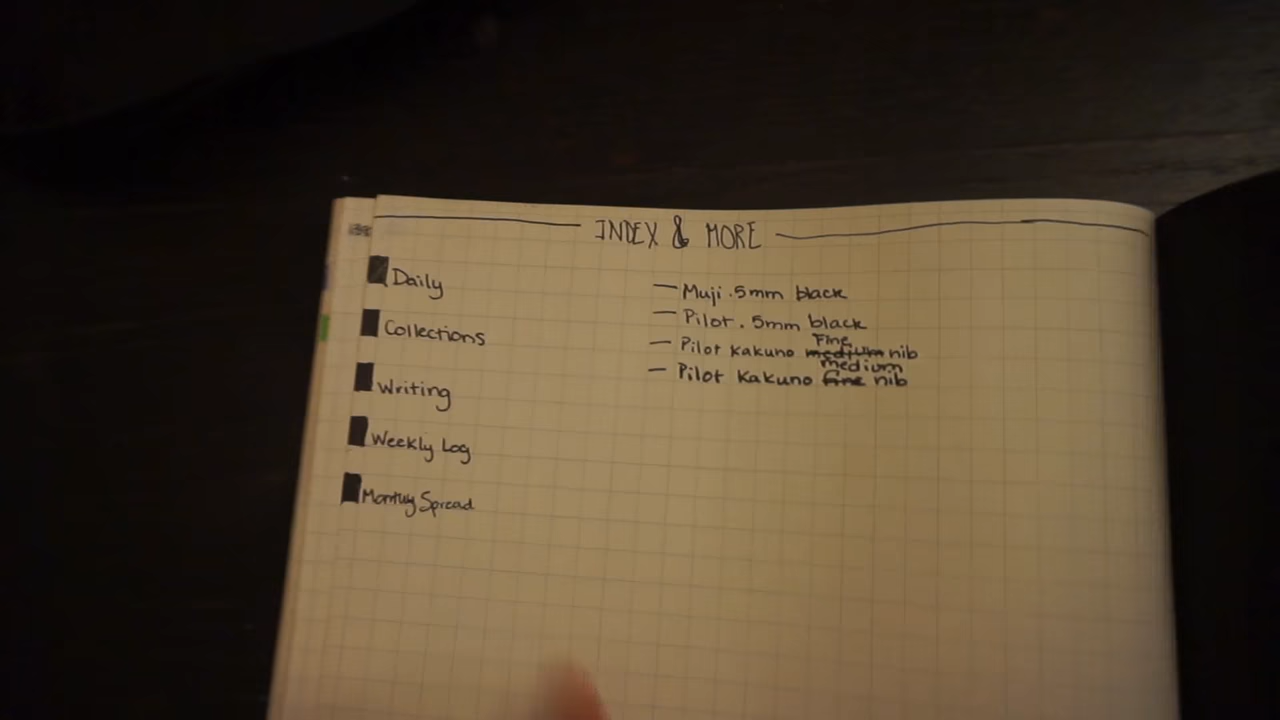 INDEX & MORE
Daily
Collections
Writing
Weekly Log
Montly Spread
— Muji .5mm black
— Pilot .5mm black
— Pilot Kakuno medium Fine nib
— Pilot Kakuno fine medium nib